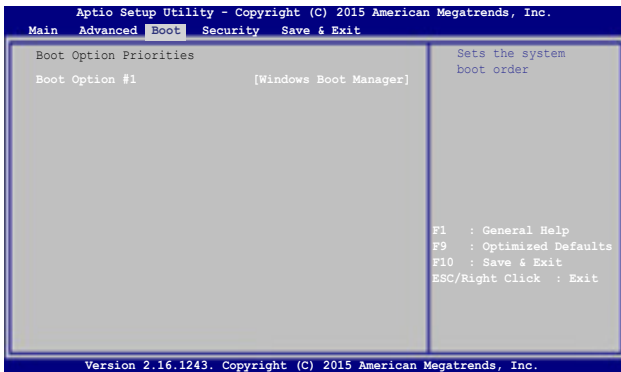 Aptio Setup Utility - Copyright (C) 2015 American Megatrends, Inc.
Main Advanced Boot Security Save & Exit
Boot Option Priorities
Boot Option #1 [Windows Boot Manager]
Sets the system
boot order
F1 : General Help
F9 : Optimized Defaults
F10 : Save & Exit
ESC/Right Click : Exit
Version 2.16.1243. Copyright (C) 2015 American Megatrends, Inc.